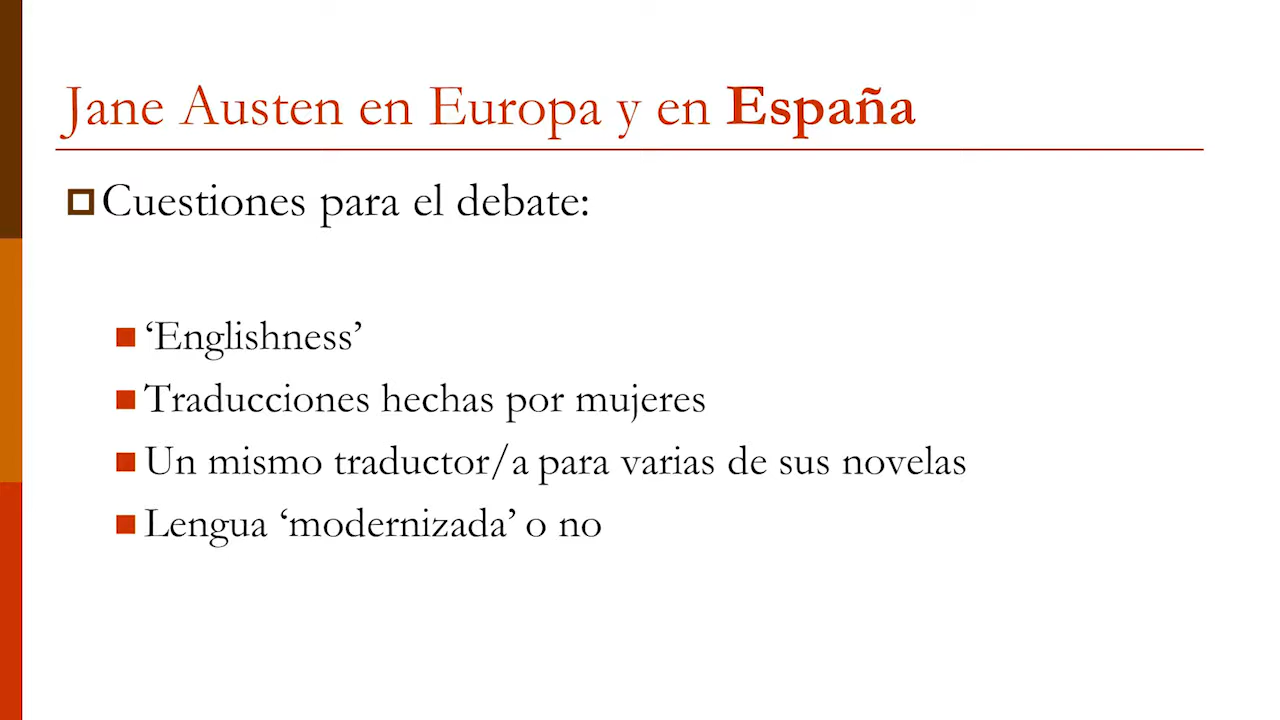 Jane Austen en Europa y en España
Cuestiones para el debate:
‘Englishness’
Traducciones hechas por mujeres
Un mismo traductor/a para varias de sus novelas
Lengua ‘modernizada’ o no